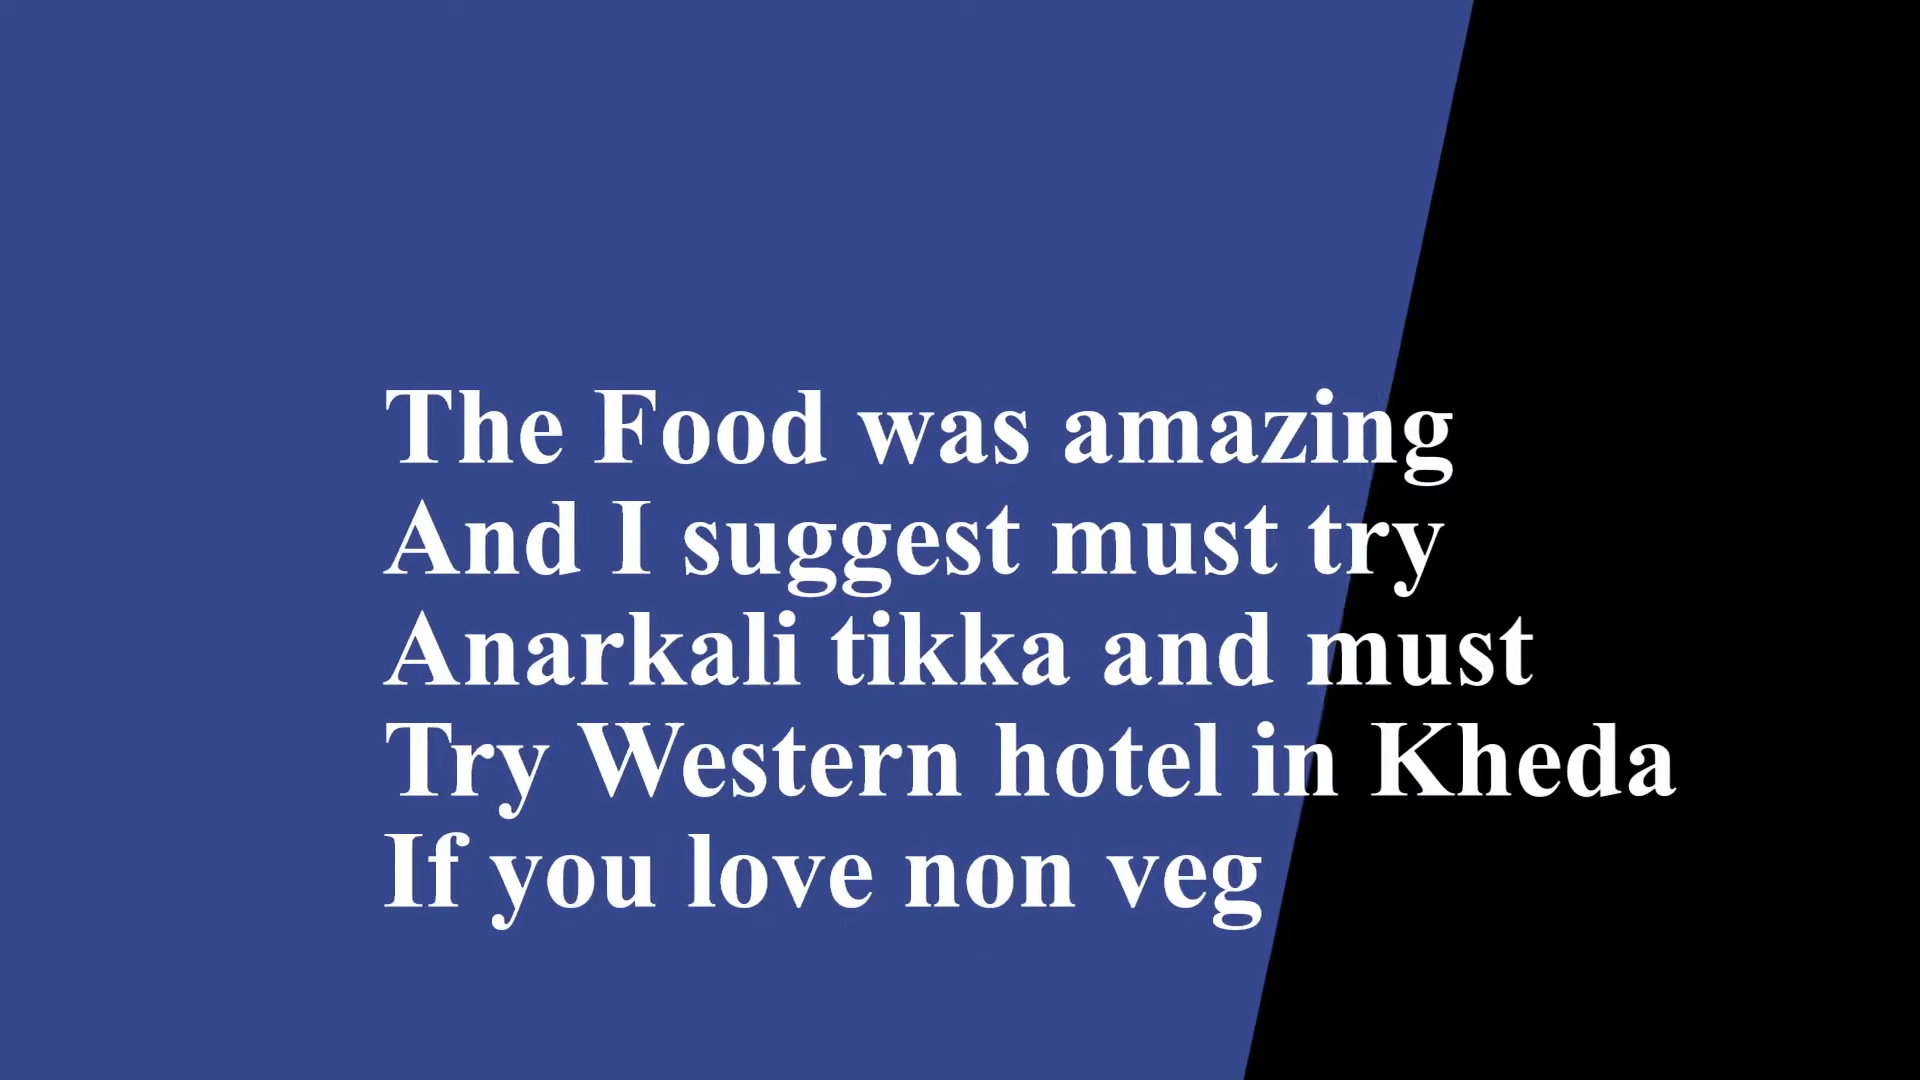 The Food was amazing
And I suggest must try
Anarkali tikka and must
Try Western hotel in Kheda
If you love non veg